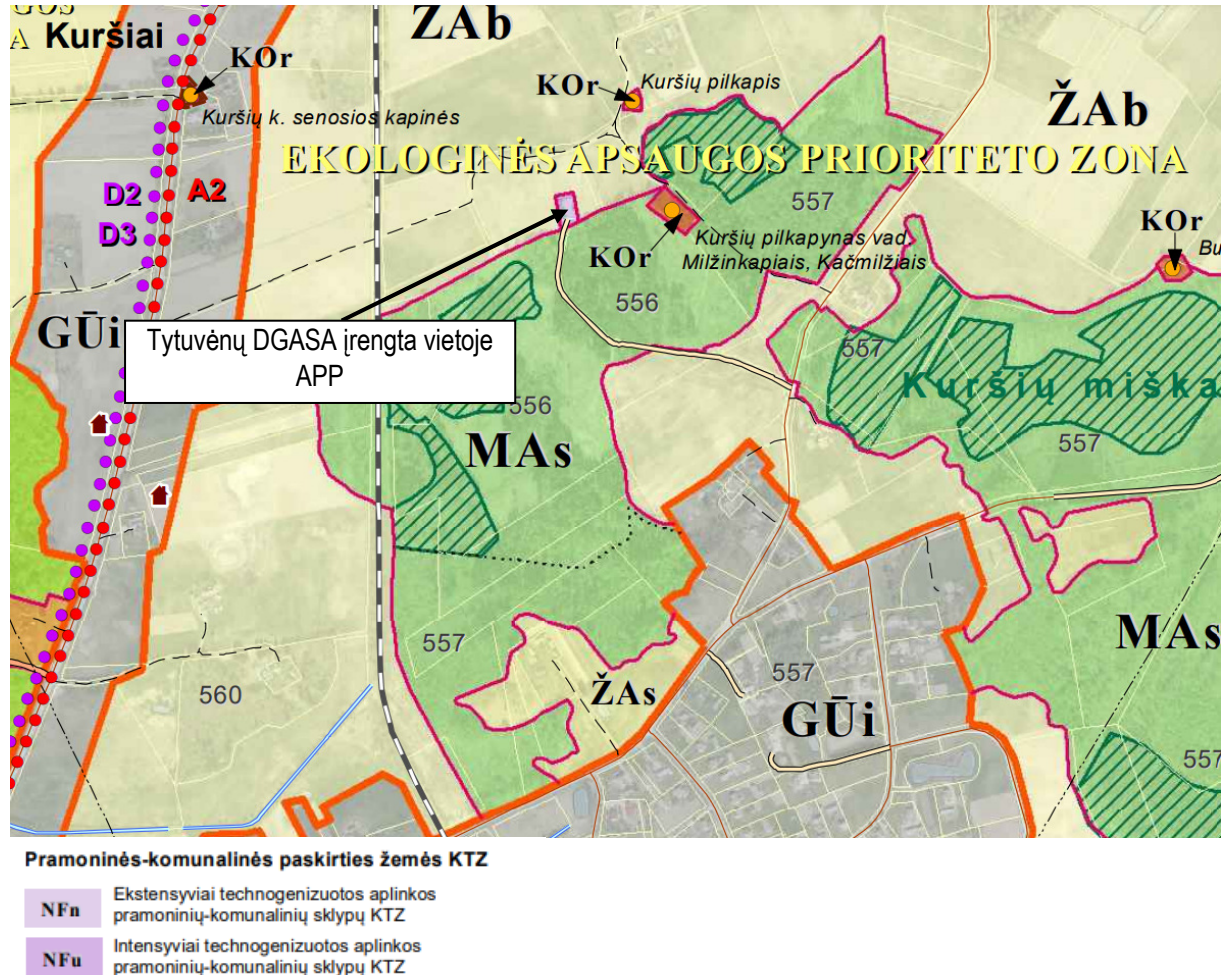 GOS
A Kuršiai
ŽAb
KOr
KOr
Kuršių pilkapis
ŽAb
Kuršių k. senosios kapinės
EKOLOGINĖS APSAUGOS PRIORITETO ZONA
D2
A2
557
D3
KOr
Kuršių pilkapynas vad.
Milžinkapiais, Kačmilžiais
KOr
Bu
556
GŪi
Tytuvėnų DGASA įrengta vietoje
APP
557
Kuršių miška
556
557
MAs
557
MAs
560
ŽAs
557
GŪi
557
Pramoninės-komunalinės paskirties žemės KTZ
NFn
Ekstensyviai technogenizuotos aplinkos
pramoninių-komunalinių sklypų KTZ
NFu
Intensyviai technogenizuotos aplinkos
pramoninių-komunalinių sklypų KTZ